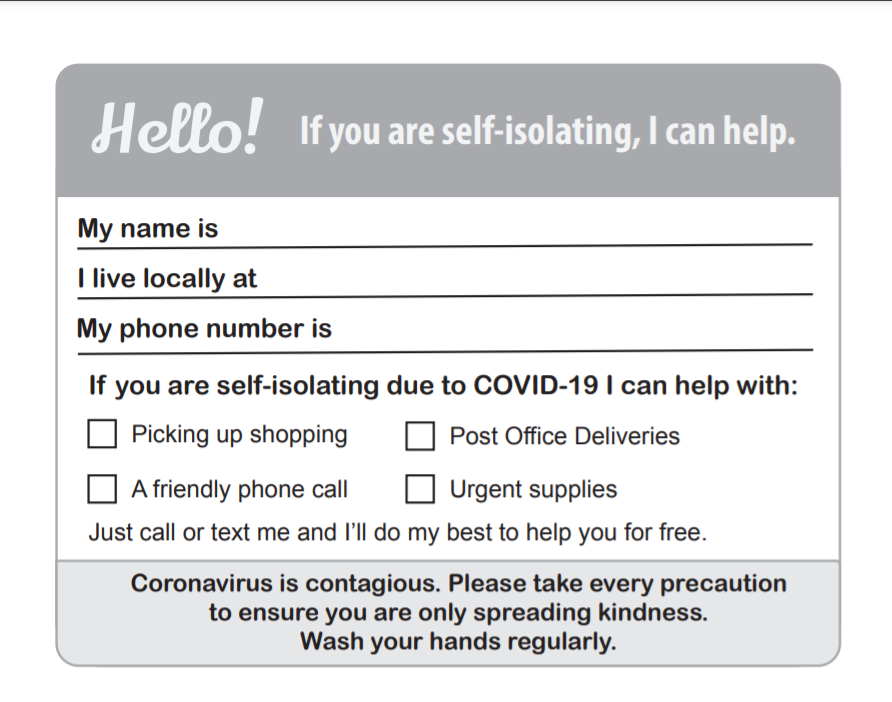 Hello! If you are self-isolating, I can help.
My name is
I live locally at
My phone number is
If you are self-isolating due to COVID-19 I can help with:
Picking up shopping Post Office Deliveries
A friendly phone call Urgent supplies
Just call or text me and I'll do my best to help you for free.
Coronavirus is contagious. Please take every precaution
to ensure you are only spreading kindness.
Wash your hands regularly.